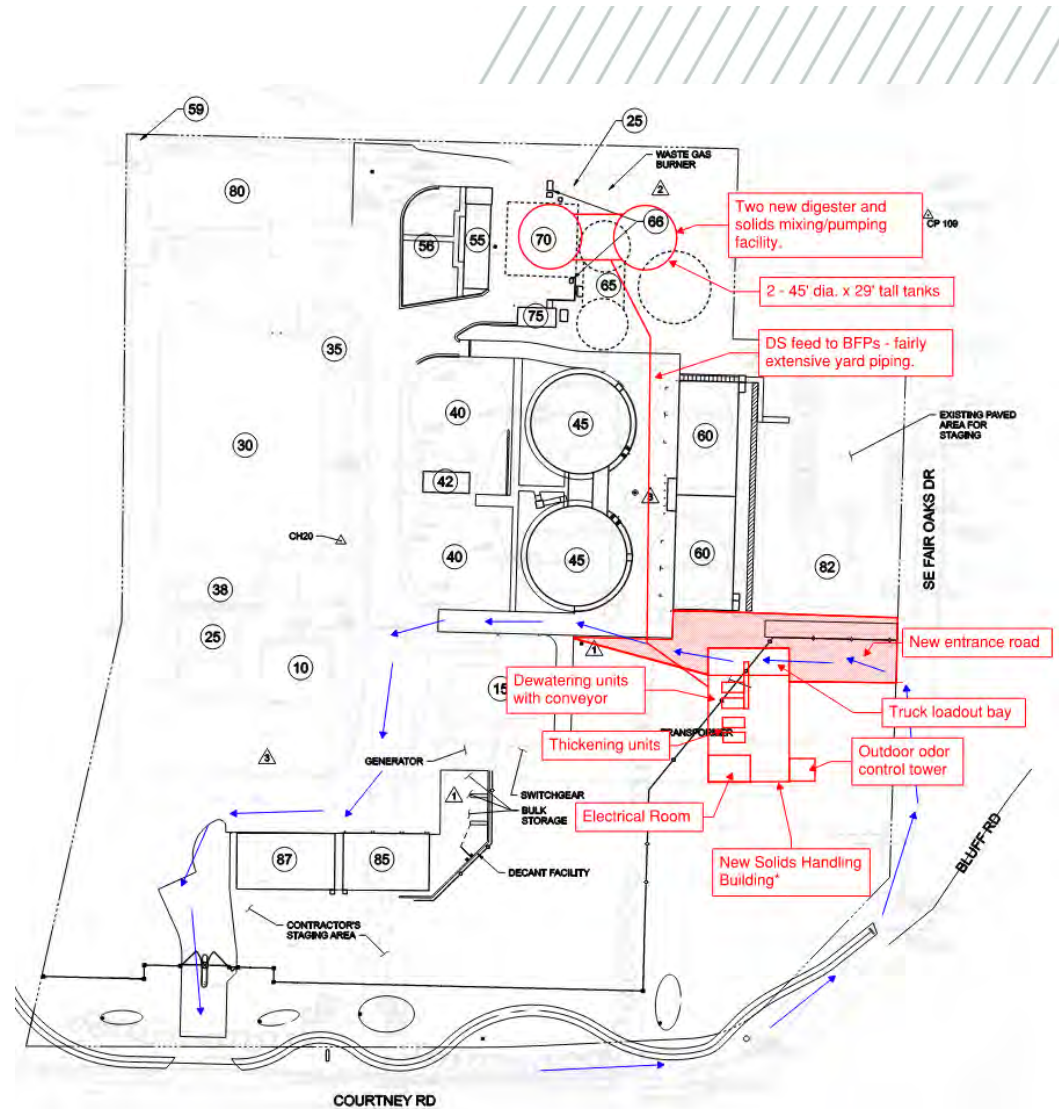 59
25
WASTE GAS
BURNER
2
80
Two new digester and
solids mixing/pumping
facility.
CP 109
56
55
70
66
65
2 - 45' dia. x 29' tall tanks
75
35
DS feed to BFPs - fairly
extensive yard piping.
40
45
60
EXISTING PAVED
AREA FOR
STAGING
30
42
3
SE FAIR OAKS DR
CH20
40
45
60
82
38
25
New entrance road
1
10
15
Dewatering units
with conveyor
Truck loadout bay
TRANSFORMER
Thickening units
3
GENERATOR
Outdoor odor
control tower
SWITCHGEAR
1
BULK
STORAGE
Electrical Room
BLUFF RD
87
85
DECANT FACILITY
New Solids Handling
Building*
CONTRACTOR'S
STAGING AREA
COURTNEY RD